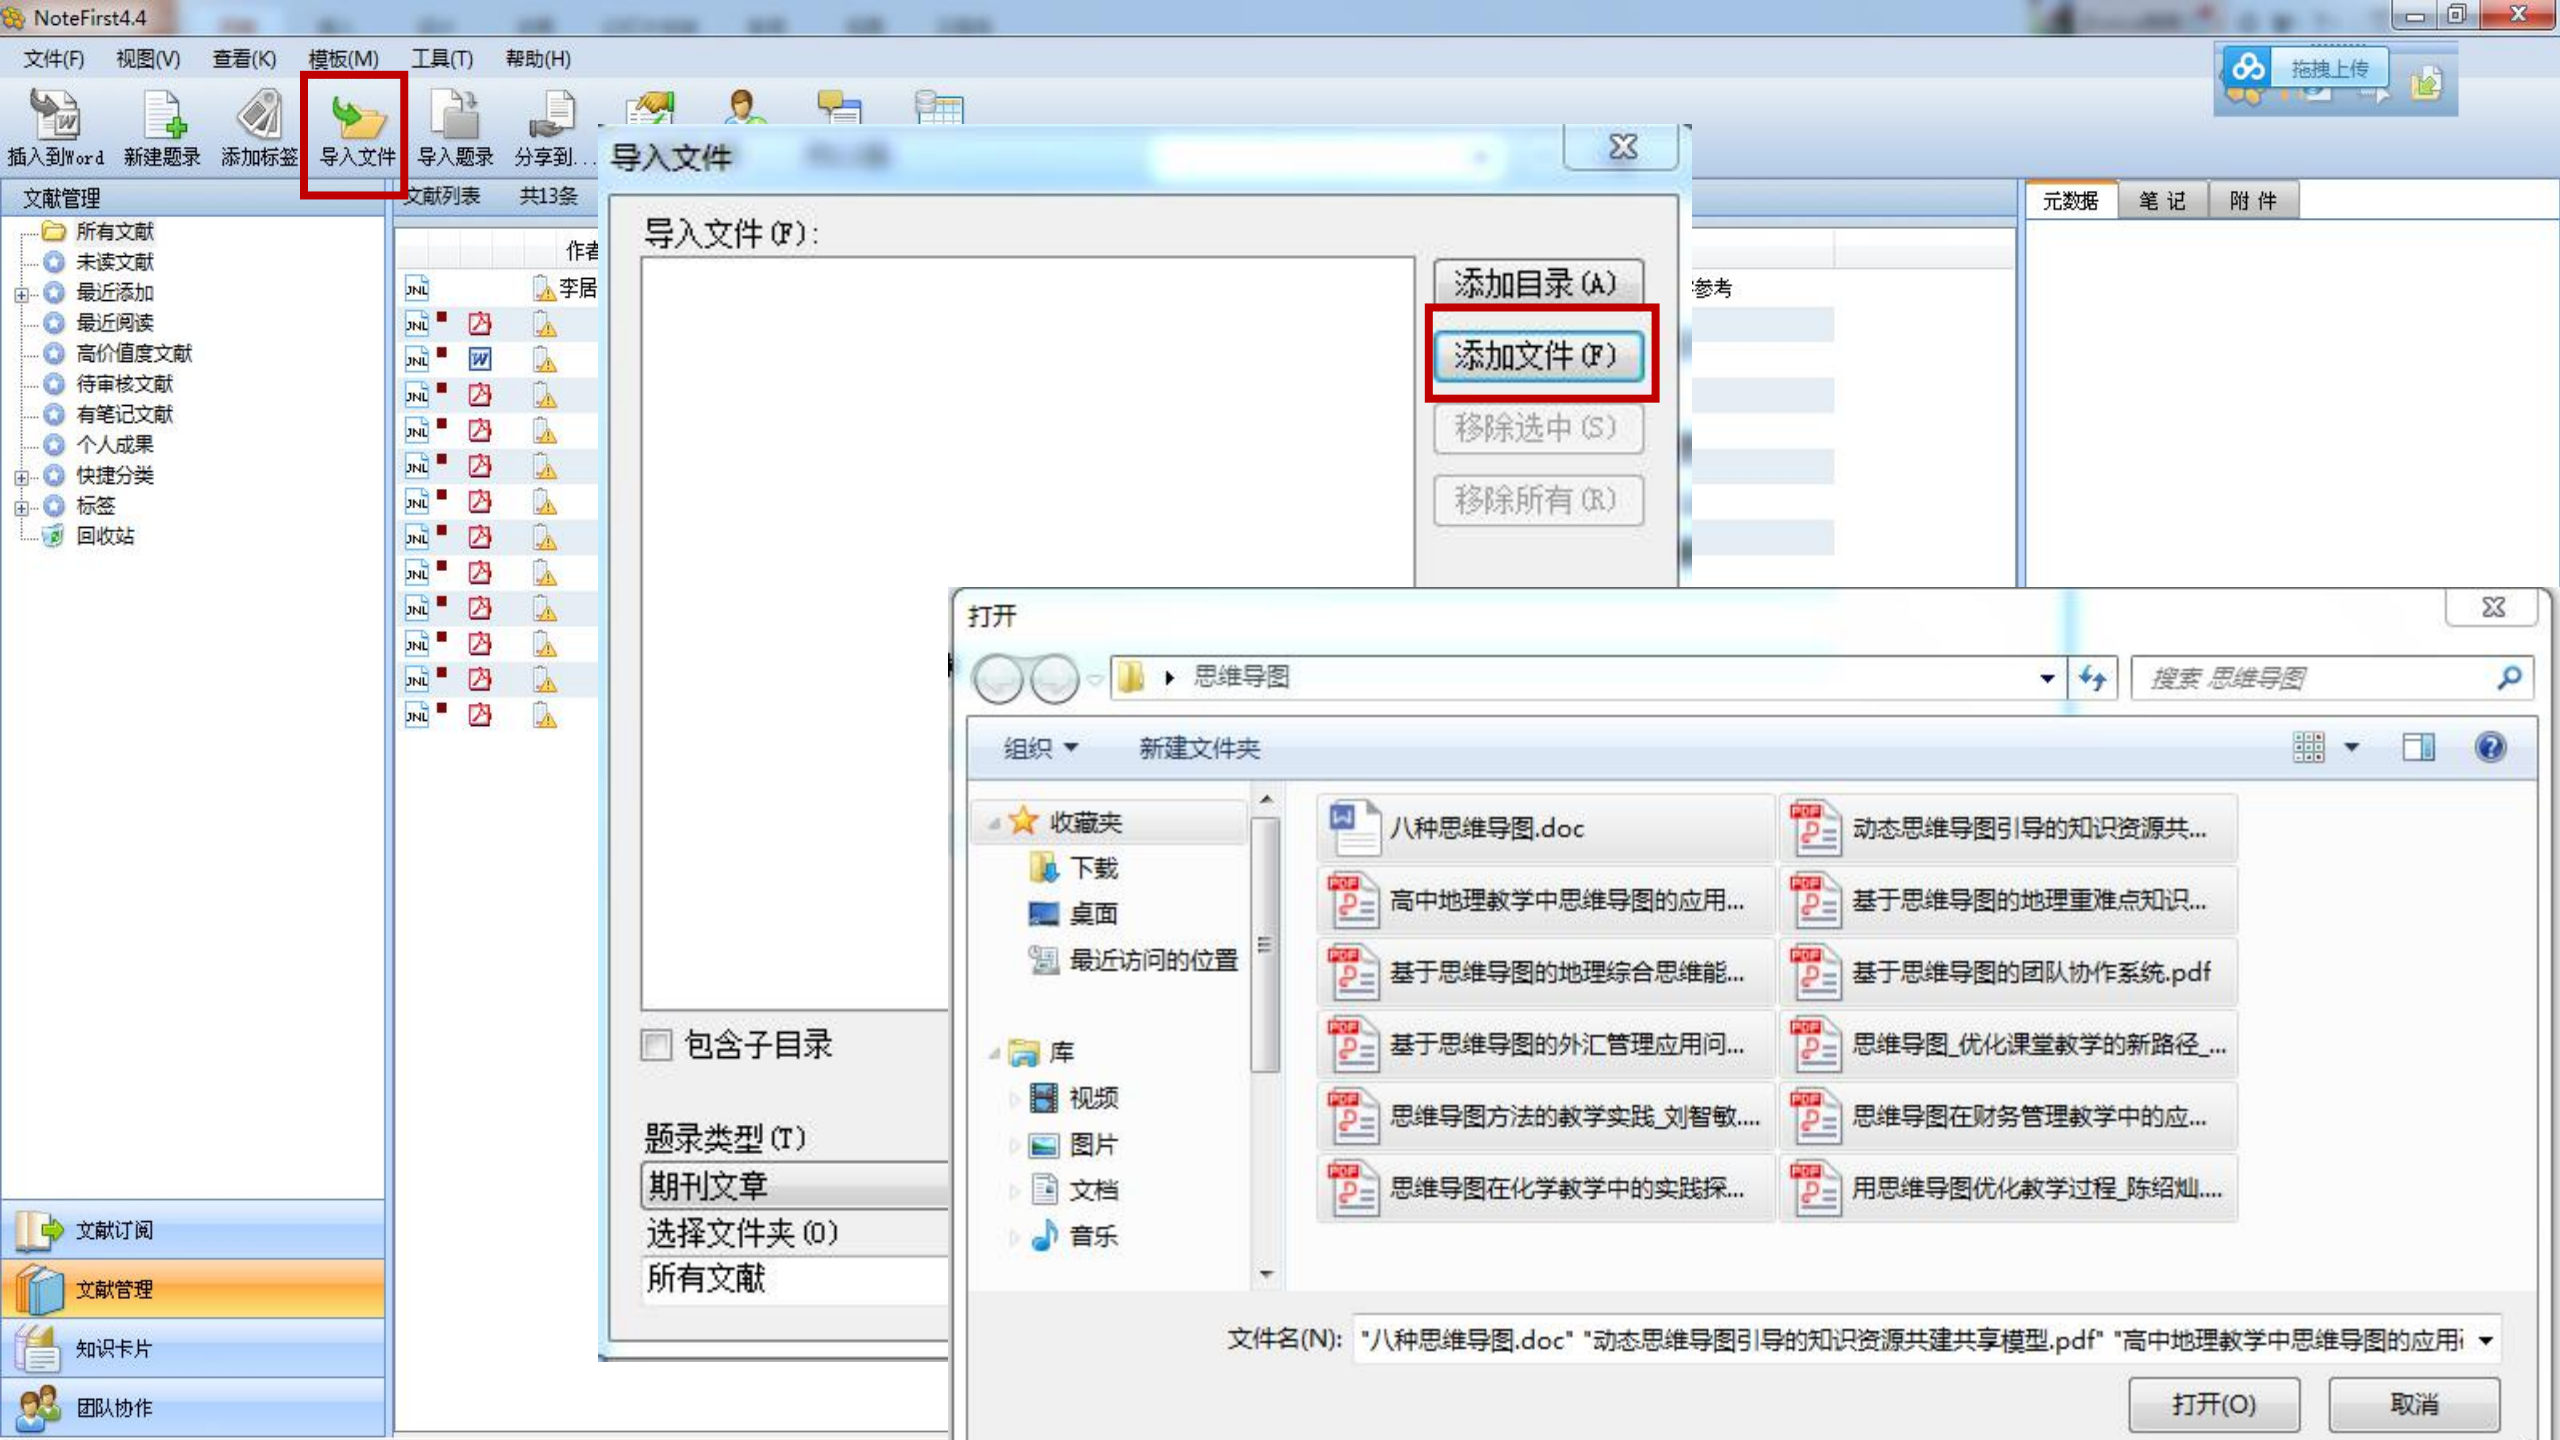 NoteFirst4.4
文件(F) 视图(V) 查看(K) 模板(M) 工具(T) 帮助(H)
拖拽上传
插入到Word 新建题录 添加标签 导入文件 导入题录 分享到...
文献管理
所有文献
未读文献
最近添加
最近阅读
高价值度文献
待审核文献
有笔记文献
个人成果
快捷分类
标签
回收站
文献订阅
文献管理
知识卡片
团队协作
文献列表 共13条
作者
李居
参考
元数据 笔 记 附 件
导入文件
导入文件(F):
添加目录(A)
添加文件(F)
移除选中(S)
移除所有(R)
包含子目录
题录类型(T)
期刊文章
选择文件夹(O)
所有文献
打开
思维导图
搜索 思维导图
组织 新建文件夹
收藏夹
下载
桌面
最近访问的位置
库
视频
图片
文档
音乐
八种思维导图.doc 动态思维导图引导的知识资源共...
高中地理教学中思维导图的应用... 基于思维导图的地理重难点知识...
基于思维导图的地理综合思维能... 基于思维导图的团队协作系统.pdf
基于思维导图的外汇管理应用问... 思维导图_优化课堂教学的新路径_...
思维导图方法的教学实践_刘智敏.... 思维导图在财务管理教学中的应...
思维导图在化学教学中的实践探... 用思维导图优化教学过程_陈绍灿....
文件名(N): "八种思维导图.doc" "动态思维导图引导的知识资源共建共享模型.pdf" "高中地理教学中思维导图的应用
打开(O) 取消